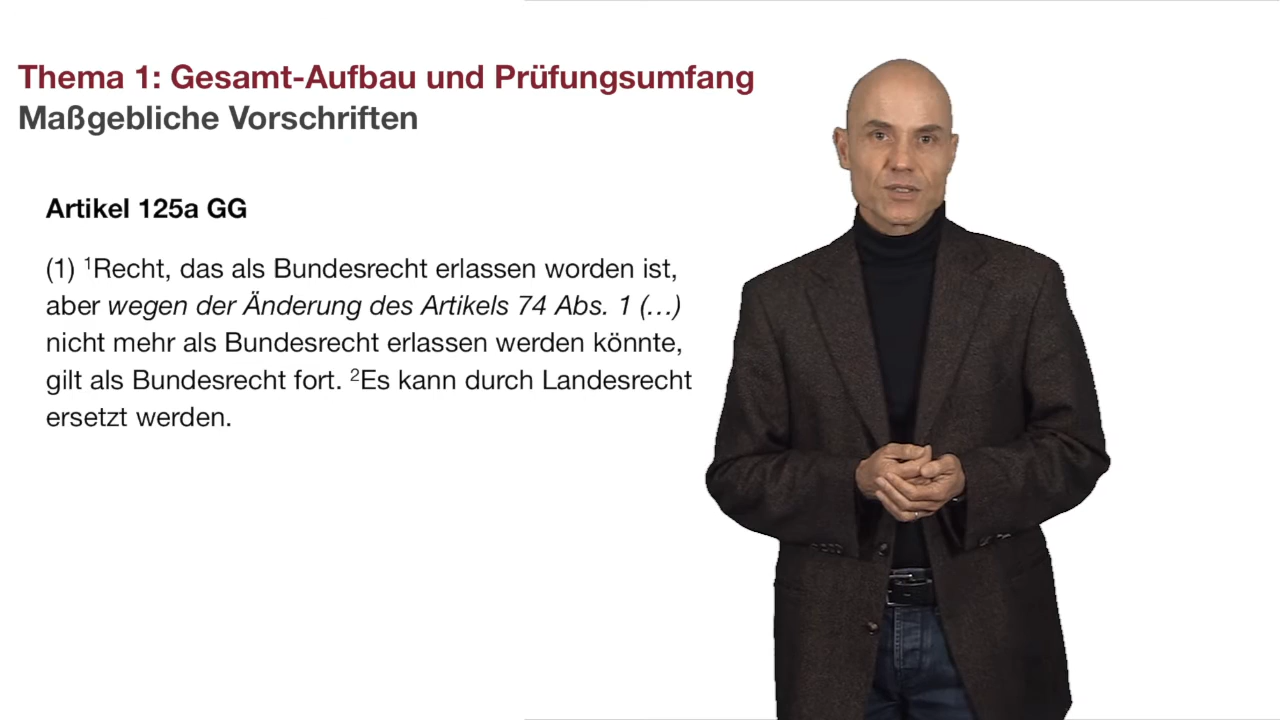 Thema 1: Gesamt-Aufbau und Prüfungsumfang
Maßgebliche Vorschriften
Artikel 125a GG
(1) ¹Recht, das als Bundesrecht erlassen worden ist,
aber wegen der Änderung des Artikels 74 Abs. 1 (…)
nicht mehr als Bundesrecht erlassen werden könnte,
gilt als Bundesrecht fort. ²Es kann durch Landesrecht
ersetzt werden.